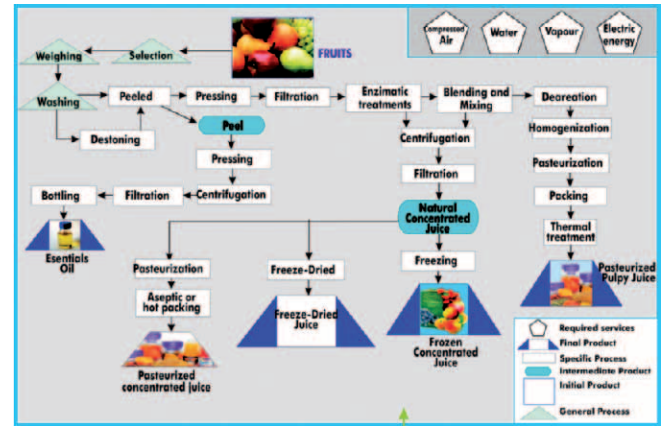 Compressed
Air
Water
Vapour
Electric
energy
FRUITS
Weighing
Selection
Washing
Peeled
Pressing
Filtration
Enzimatic
treatments
Blending and
Mixing
Deareation
Destoning
Peel
Centrifugation
Homogenization
Pressing
Filtration
Pasteurization
Bottling
Filtration
Centrifugation
Natural
Concentrated
Juice
Packing
Esentials
Oil
Thermal
treatment
Pasteurization
Freeze-Dried
Freezing
Pasteurized
Pulpy Juice
Aseptic or
hot packing
Freeze-Dried
Juice
Frozen
Concentrated
Juice
Pasteurized
concentrated juice
Required services
Final Product
Specific Process
Intermediate Product
Initial Product
General Process